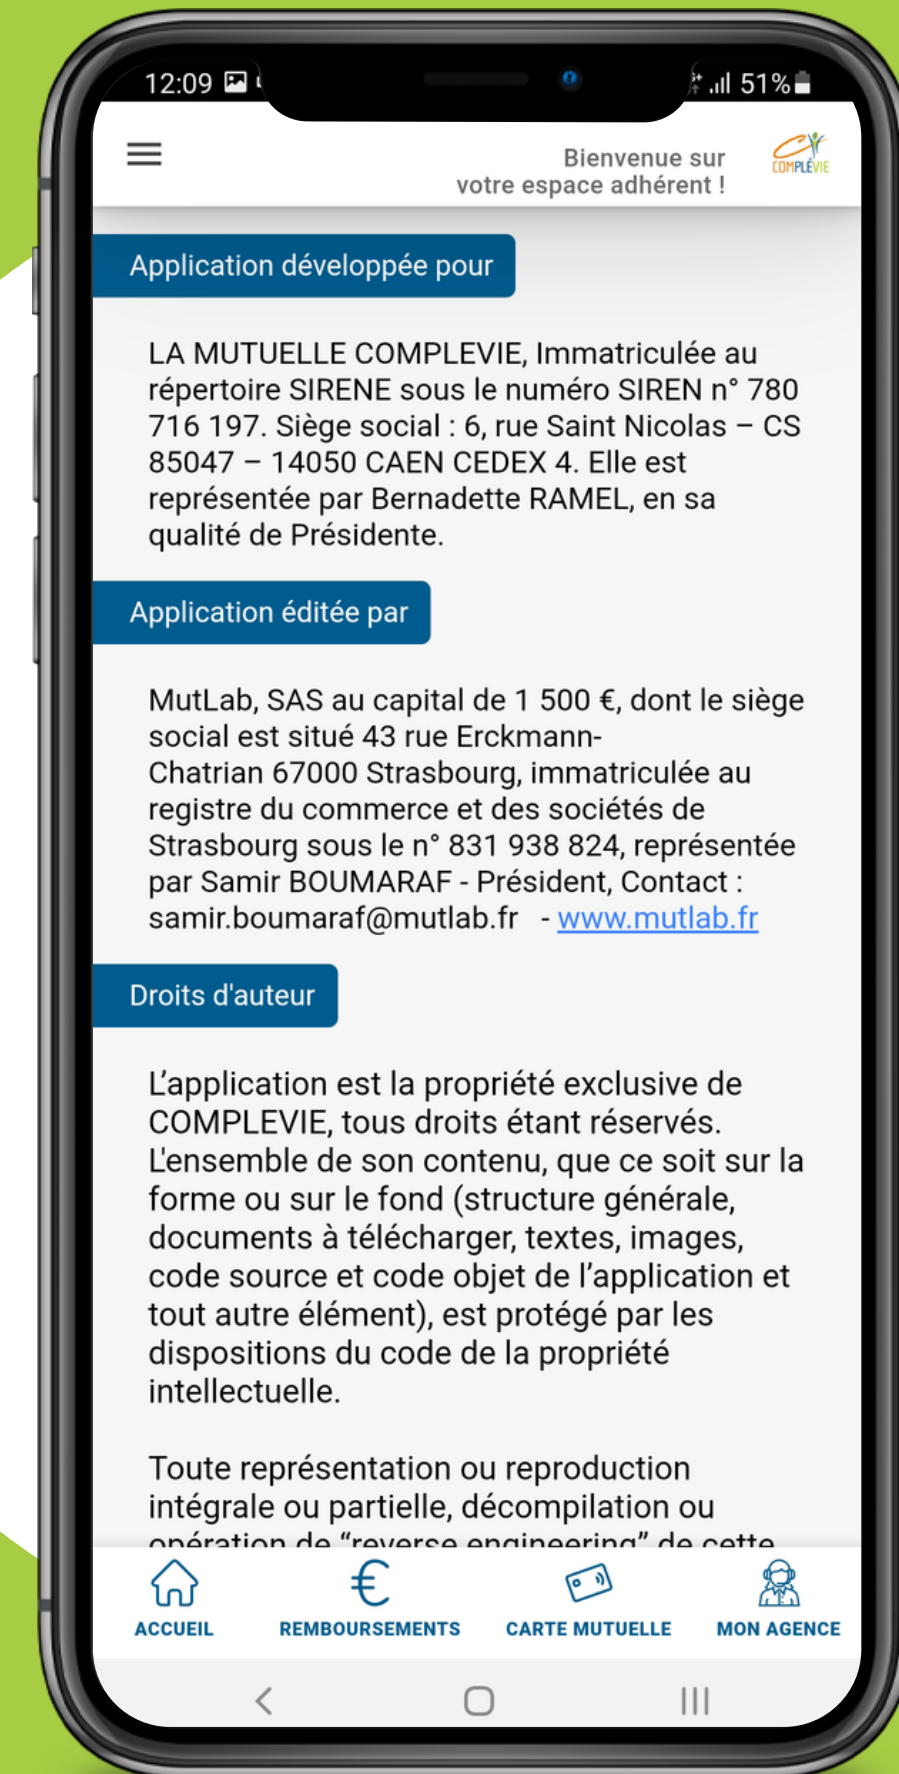 12:09
51%
Bienvenue sur
votre espace adhérent !
COMPLÉVIE
Application développée pour
LA MUTUELLE COMPLEVIE, Immatriculée au
répertoire SIRENE sous le numéro SIREN n° 780
716 197. Siège social : 6, rue Saint Nicolas – CS
85047 – 14050 CAEN CEDEX 4. Elle est
représentée par Bernadette RAMEL, en sa
qualité de Présidente.
Application éditée par
MutLab, SAS au capital de 1 500 €, dont le siège
social est situé 43 rue Erckmann-
Chatrian 67000 Strasbourg, immatriculée au
registre du commerce et des sociétés de
Strasbourg sous le n° 831 938 824, représentée
par Samir BOUMARAF - Président, Contact :
samir.boumaraf@mutlab.fr - www.mutlab.fr
Droits d'auteur
L’application est la propriété exclusive de
COMPLEVIE, tous droits étant réservés.
L'ensemble de son contenu, que ce soit sur la
forme ou sur le fond (structure générale,
documents à télécharger, textes, images,
code source et code objet de l’application et
tout autre élément), est protégé par les
dispositions du code de la propriété
intellectuelle.
Toute représentation ou reproduction
intégrale ou partielle, décompilation ou
opération de “reverse engineering” de cette
ACCUEIL
REMBOURSEMENTS
CARTE MUTUELLE
MON AGENCE